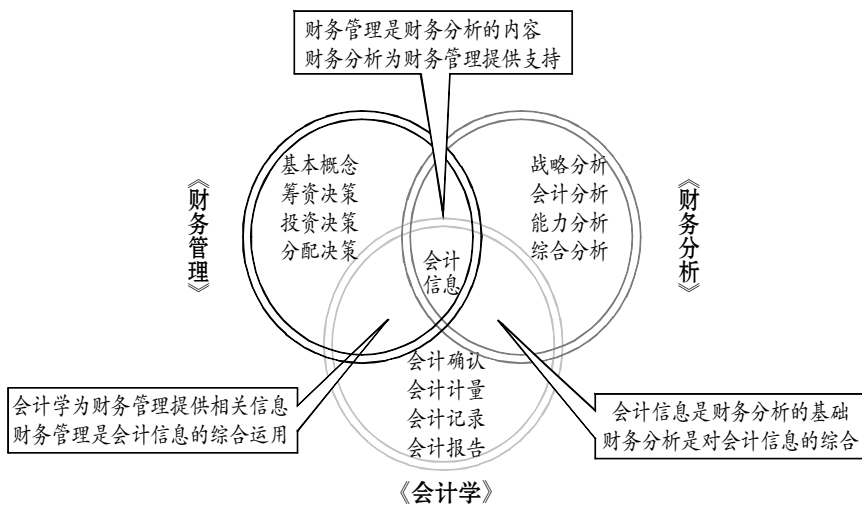 财务管理是财务分析的内容
财务分析为财务管理提供支持
《财务管理》
基本概念
筹资决策
投资决策
分配决策
战略分析
会计分析
能力分析
综合分析
《财务分析》
会计
信息
会计学为财务管理提供相关信息
财务管理是会计信息的综合运用
会计确认
会计计量
会计记录
会计报告
会计信息是财务分析的基础
财务分析是对会计信息的综合
《会计学》